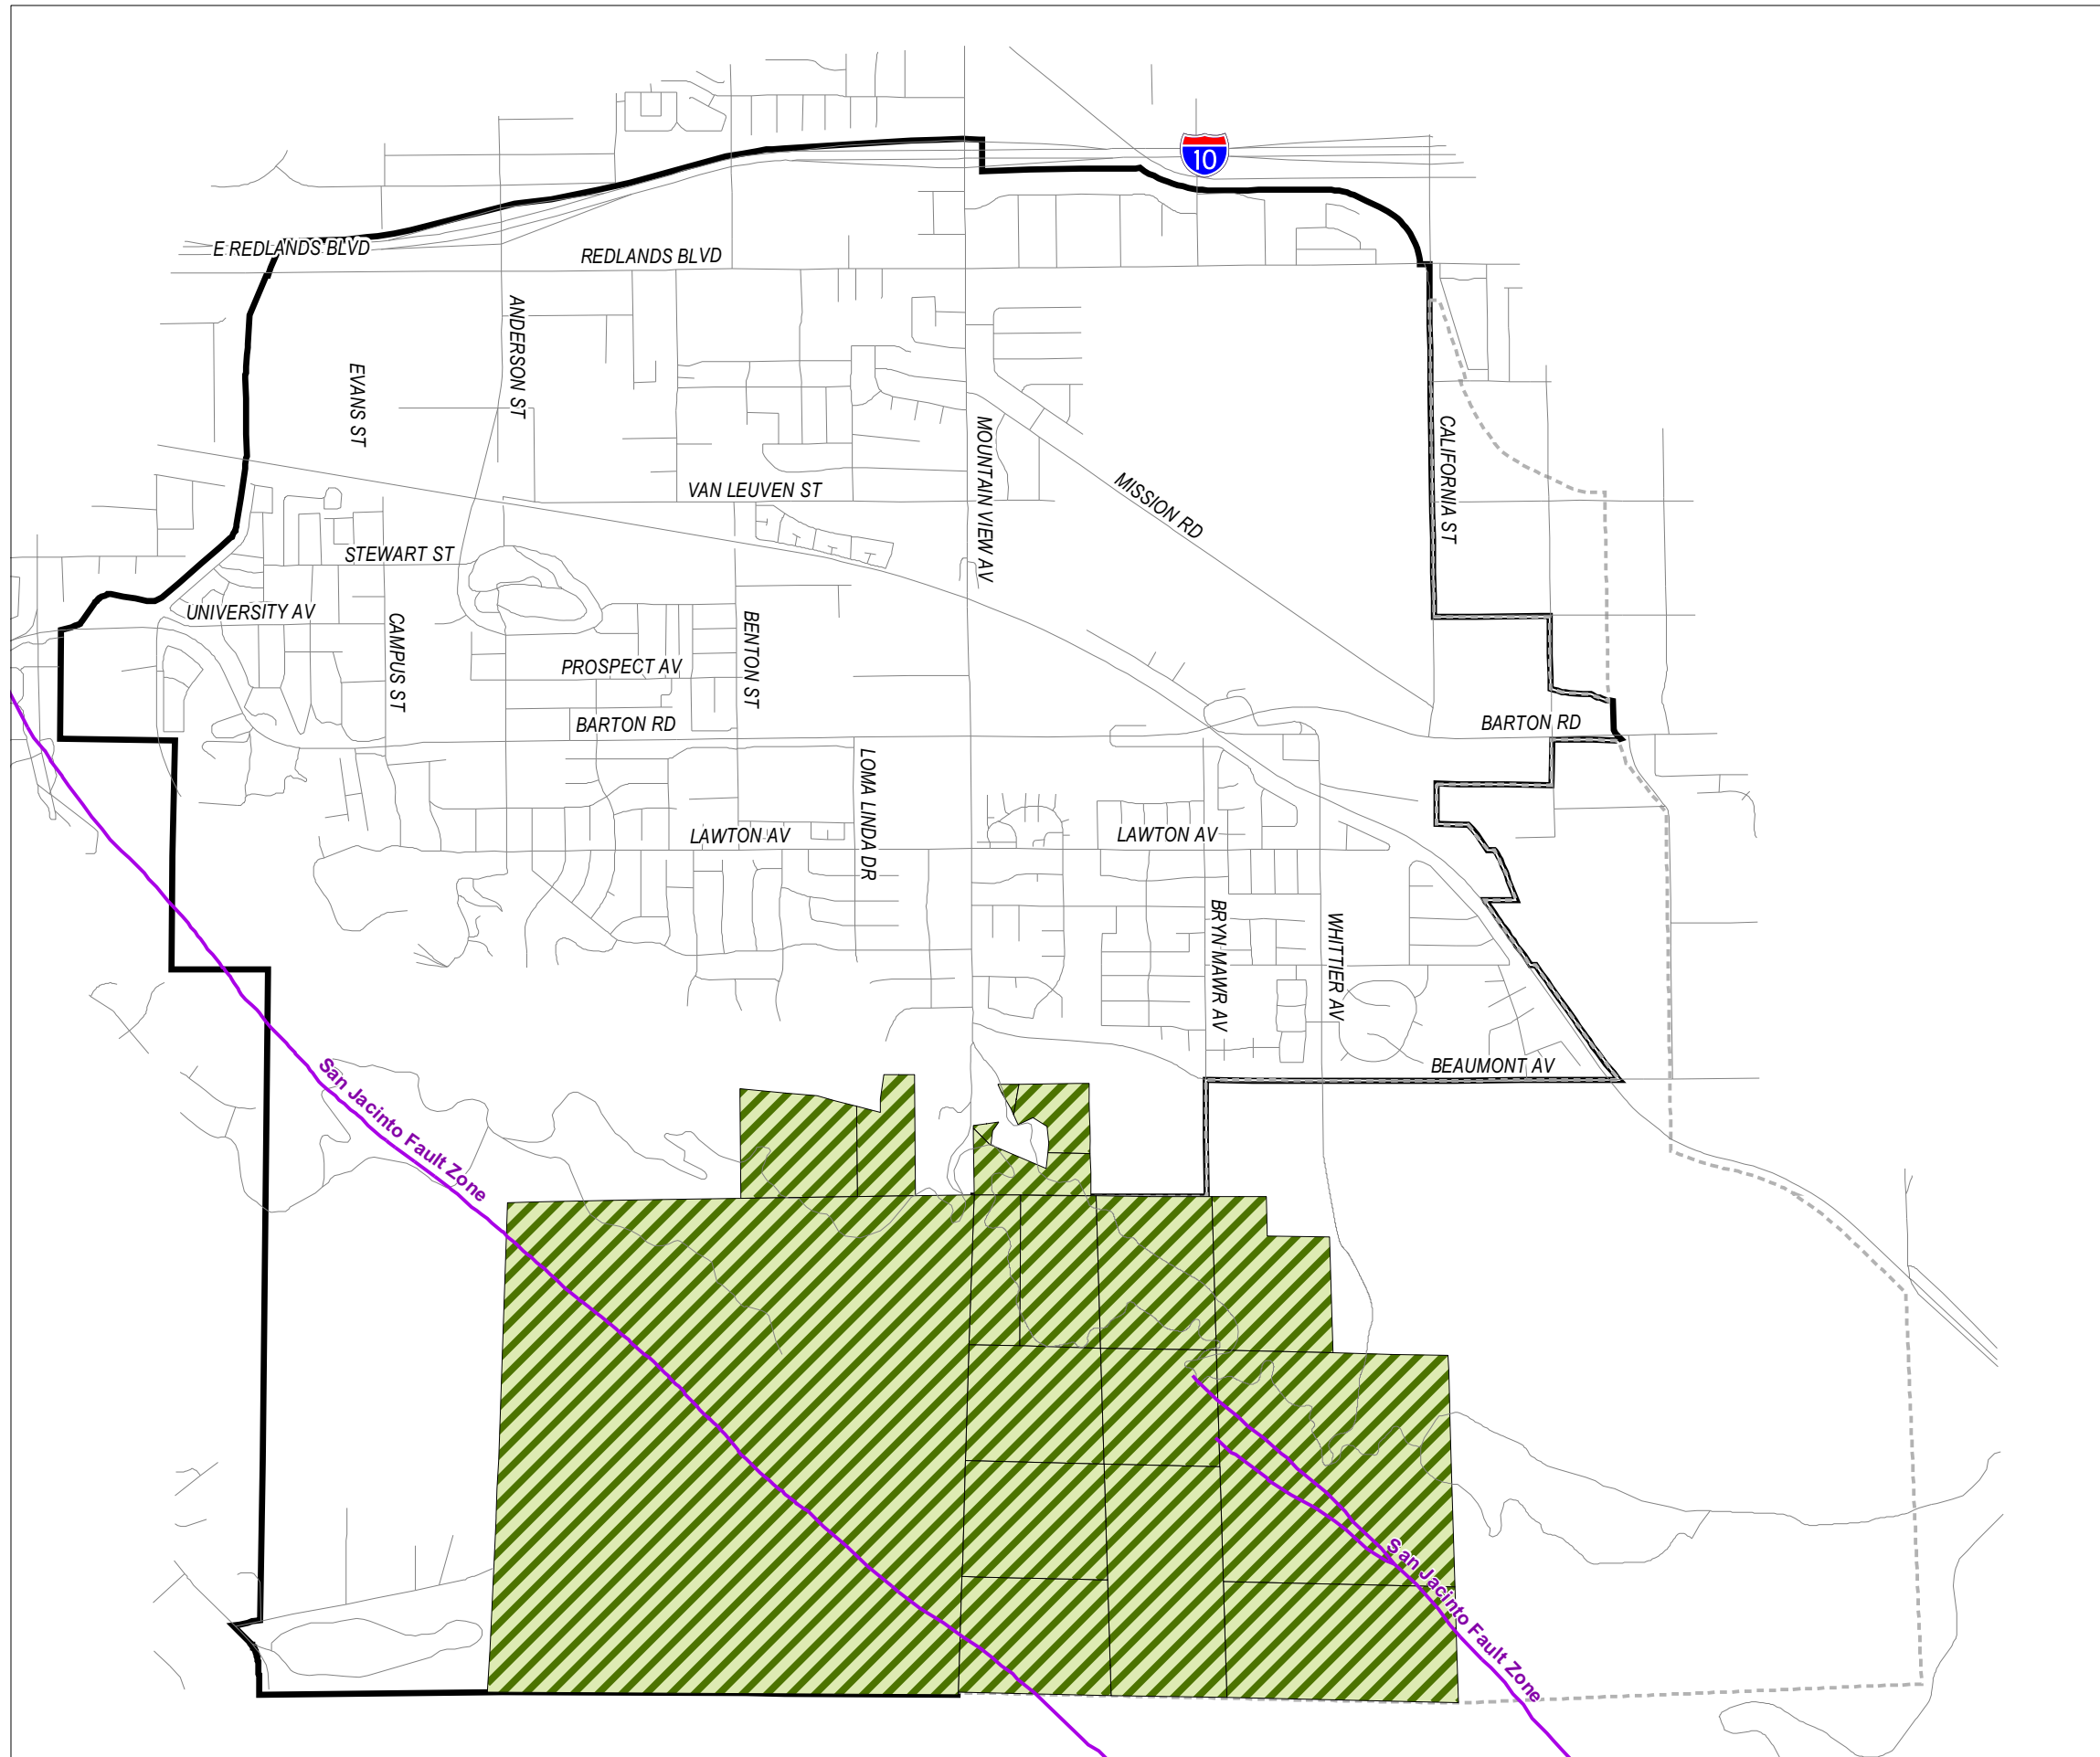 10
E REDLANDS BLVD
REDLANDS BLVD
ANDERSON ST
EVANS ST
MOUNTAIN VIEW AV
CALIFORNIA ST
VAN LEUVEN ST
MISSION RD
STEWART ST
UNIVERSITY AV
CAMPUS ST
BENTON ST
PROSPECT AV
BARTON RD
BARTON RD
LOMA LINDA DR
LAWTON AV
LAWTON AV
BRYN MAWR AV
WHITTIER AV
BEAUMONT AV
San Jacinto Fault Zone
San Jacinto Fault Zone